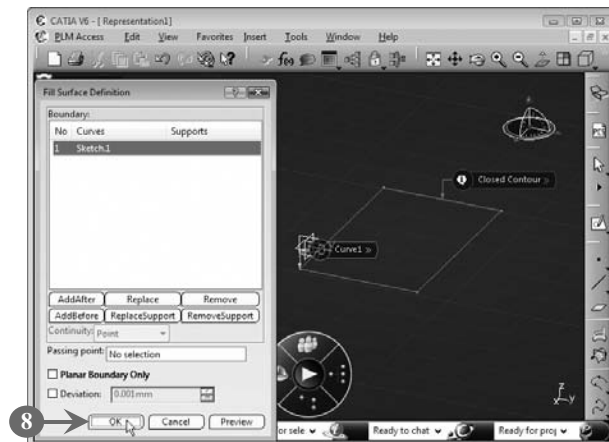 CATIA V6 - [ Representation1]
PLM Access Edit View Favorites Insert Tools Window Help
Fill Surface Definition
Boundary:
No Curves Supports
1 Sketch.1
AddAfter Replace Remove
AddBefore ReplaceSupport RemoveSupport
Continuity: Point
Passing point: No selection
Planar Boundary Only
Deviation: 0.001mm
8 OK Cancel Preview
Closed Contour »
Curve1 »
or sele Ready to chat Ready for proj